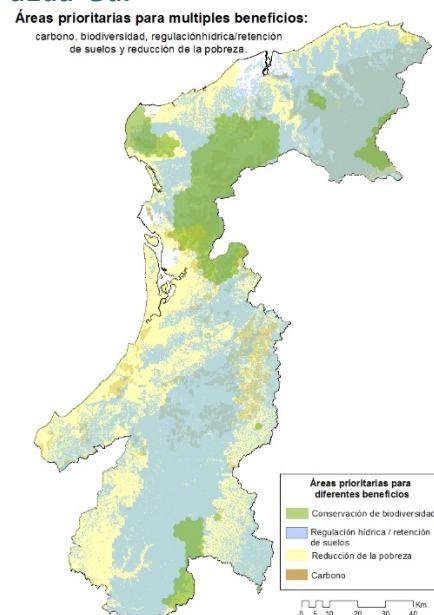 Áreas prioritarias para multiples beneficios:
carbono, biodiversidad, regulaciónhídrica/retención
de suelos y reducción de la pobreza.
Áreas prioritarias para
diferentes beneficios
Conservación de biodiversidad
Regulación hídrica / retención
de suelos
Reducción de la pobreza
Carbono
Km
0 5 10 20 30 40